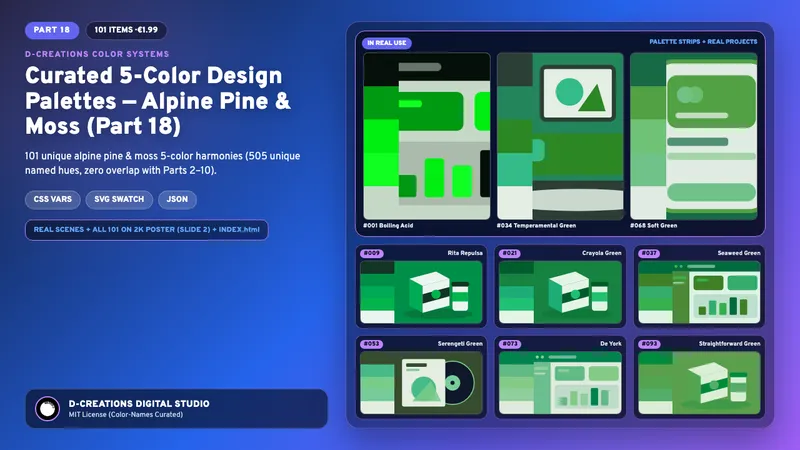 PART 18
101 ITEMS ·€1.99
D-CREATIONS COLOR SYSTEMS
Curated 5-Color Design
Palettes – Alpine Pine &
Moss (Part 18)
101 unique alpine pine & moss 5-color harmonies (505 unique
named hues, zero overlap with Parts 2–10).
CSS VARS
SVG SWATCH
JSON
REAL SCENES + ALL 101 ON 2K POSTER (SLIDE 2) + INDEX.html
D-CREATIONS DIGITAL STUDIO
MIT License (Color-Names Curated)
IN REAL USE
PALETTE STRIPS + REAL PROJECTS
#001 Boiling Acid
#034 Temperamental Green
#068 Soft Green
#009
Rita Repulsa
#021
Crayola Green
#037
Seaweed Green
#053
Serengeti Green
#073
De York
#093
Straightforward Green